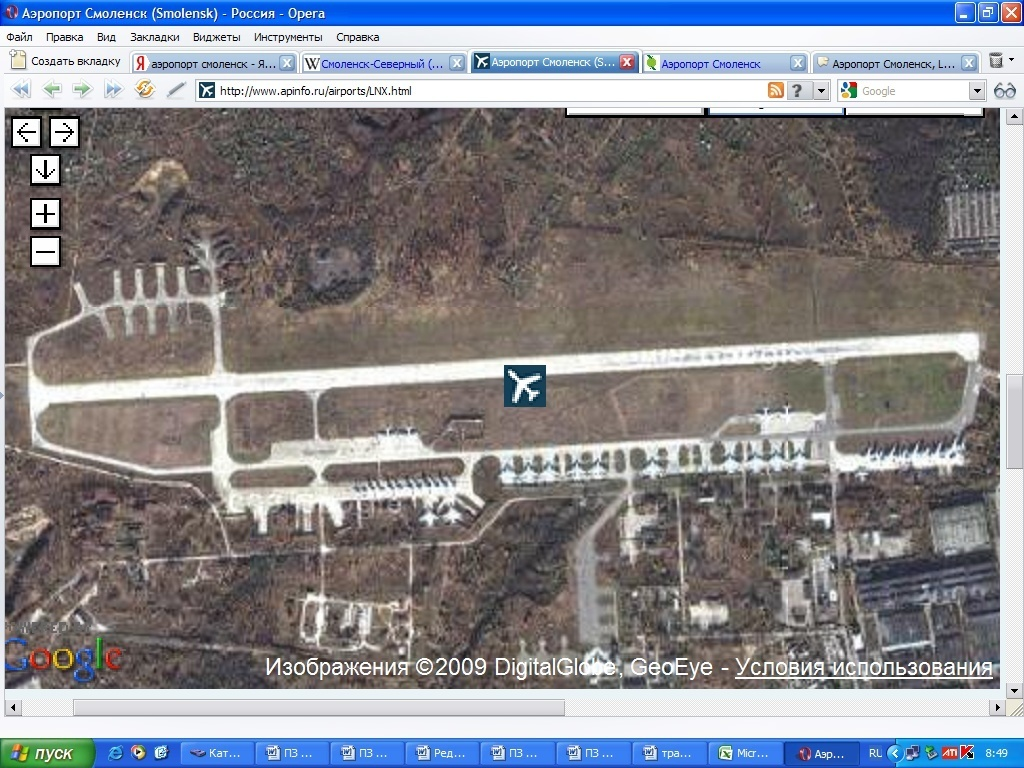 Аэропорт Смоленск (Smolensk) - Россия - Opera
Файл Правка Вид Закладки Виджеты Инструменты Справка
Создать вкладку аэропорт смоленск - Я... Смоленск-Северный (... Аэропорт Смоленск (S... Аэропорт Смоленск Аэропорт Смоленск, L...
http://www.apinfo.ru/airports/LNX.html ? Google
Google
Изображения ©2009 DigitalGlobe, GeoEye - Условия использования
пуск Кат... ПЗ ... ПЗ ... Ред... ПЗ ... ПЗ ... тра... Micr... Аэр... RL ATI 8:49